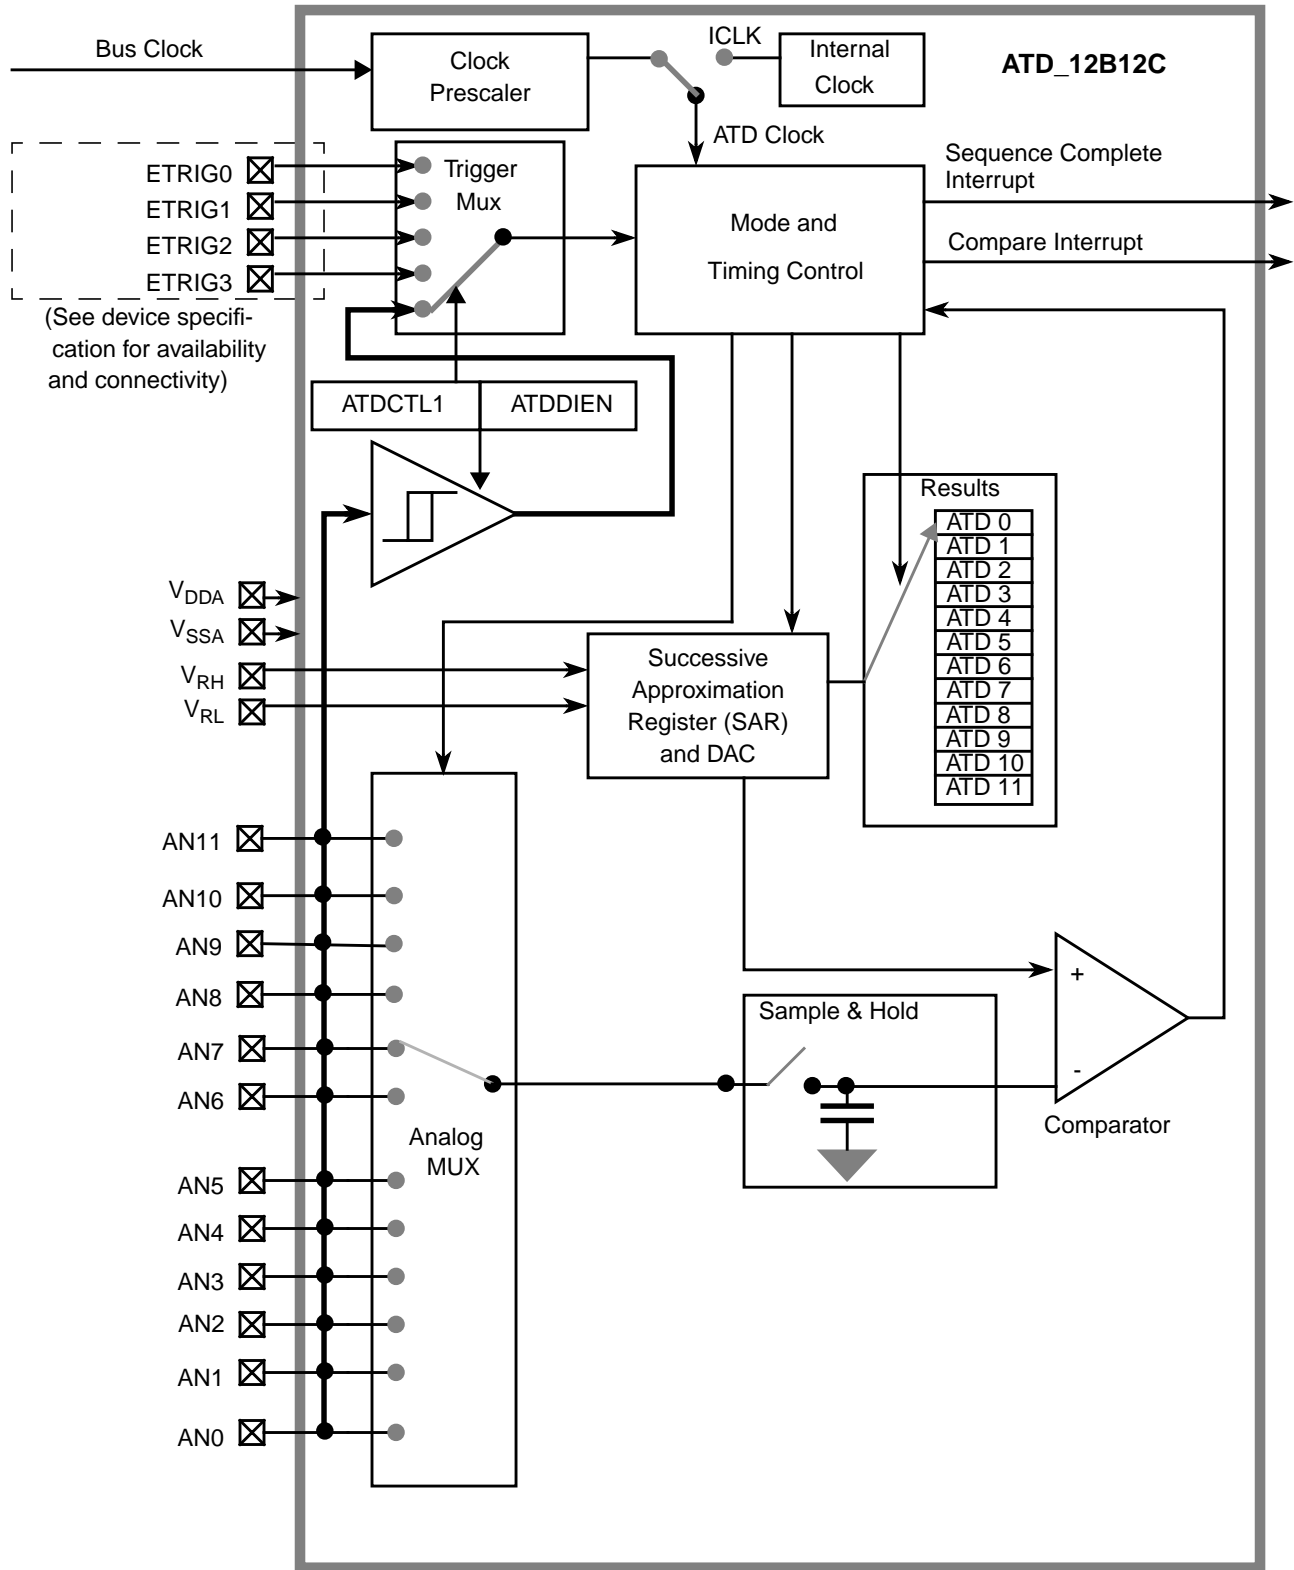 Bus Clock
Clock
Prescaler
ICLK
Internal
Clock
ATD_12B12C
ATD Clock
ETRIG0
ETRIG1
ETRIG2
ETRIG3
(See device specifi-
cation for availability
and connectivity)
Trigger
Mux
Mode and
Timing Control
Sequence Complete
Interrupt
Compare Interrupt
ATDCTL1
ATDDIEN
Results
ATD 0
ATD 1
ATD 2
ATD 3
ATD 4
ATD 5
ATD 6
ATD 7
ATD 8
ATD 9
ATD 10
ATD 11
VDDA
VSSA
VRH
VRL
Successive
Approximation
Register (SAR)
and DAC
AN11
AN10
AN9
AN8
AN7
AN6
AN5
AN4
AN3
AN2
AN1
AN0
Analog
MUX
Sample & Hold
+
-
Comparator